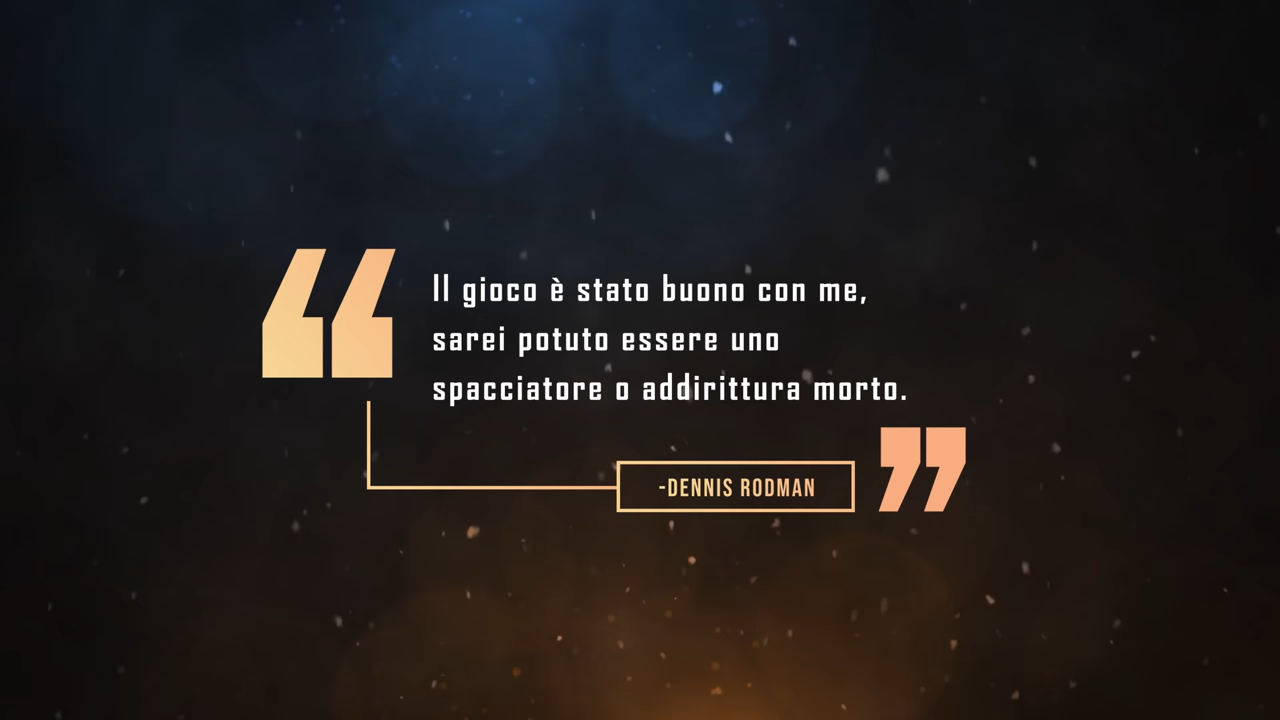 Il gioco è stato buono con me,
sarei potuto essere uno
spacciatore o addirittura morto.
-DENNIS RODMAN